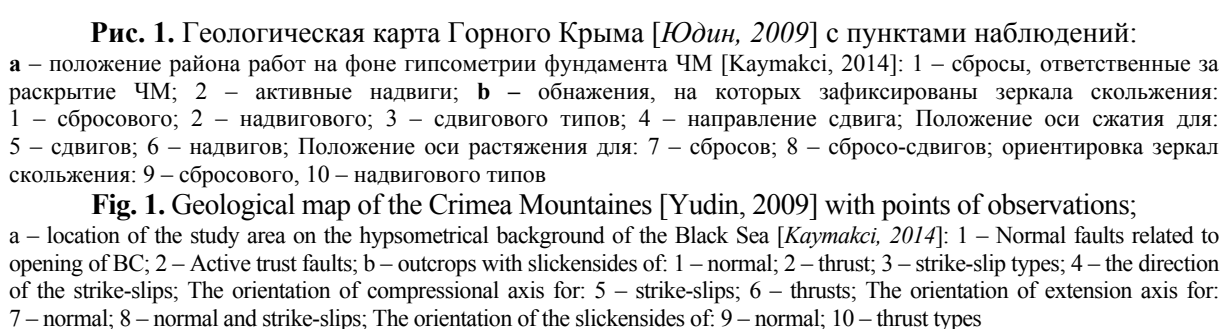 Рис. 1. Геологическая карта Горного Крыма [Юдин, 2009] с пунктами наблюдений:
а – положение района работ на фоне гипсометрии фундамента ЧМ [Kaymakci, 2014]: 1 – сбросы, ответственные за
раскрытие ЧМ; 2 – активные надвиги; b – обнажения, на которых зафиксированы зеркала скольжения:
1 – сбросового; 2 – надвигового; 3 – сдвигового типов; 4 – направление сдвига; Положение оси сжатия для:
5 – сдвигов; 6 – надвигов; Положение оси растяжения для: 7 – сбросов; 8 – сбросо-сдвигов; ориентировка зеркал
скольжения: 9 – сбросового, 10 – надвигового типов
Fig. 1. Geological map of the Crimea Mountaines [Yudin, 2009] with points of observations;
a – location of the study area on the hypsometrical background of the Black Sea [Kaymakci, 2014]: 1 – Normal faults related to
opening of BC; 2 – Active trust faults; b – outcrops with slickensides of: 1 – normal; 2 – thrust; 3 – strike-slip types; 4 – the direction
of the strike-slips; The orientation of compressional axis for: 5 – strike-slips; 6 – thrusts; The orientation of extension axis for:
7 – normal; 8 – normal and strike-slips; The orientation of the slickensides of: 9 – normal; 10 – thrust types